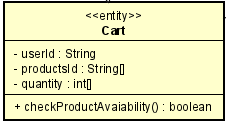 <<entity>>
Cart
- userId : String
- productsId : String[]
- quantity : int[]
+ checkProductAvaiability() : boolean